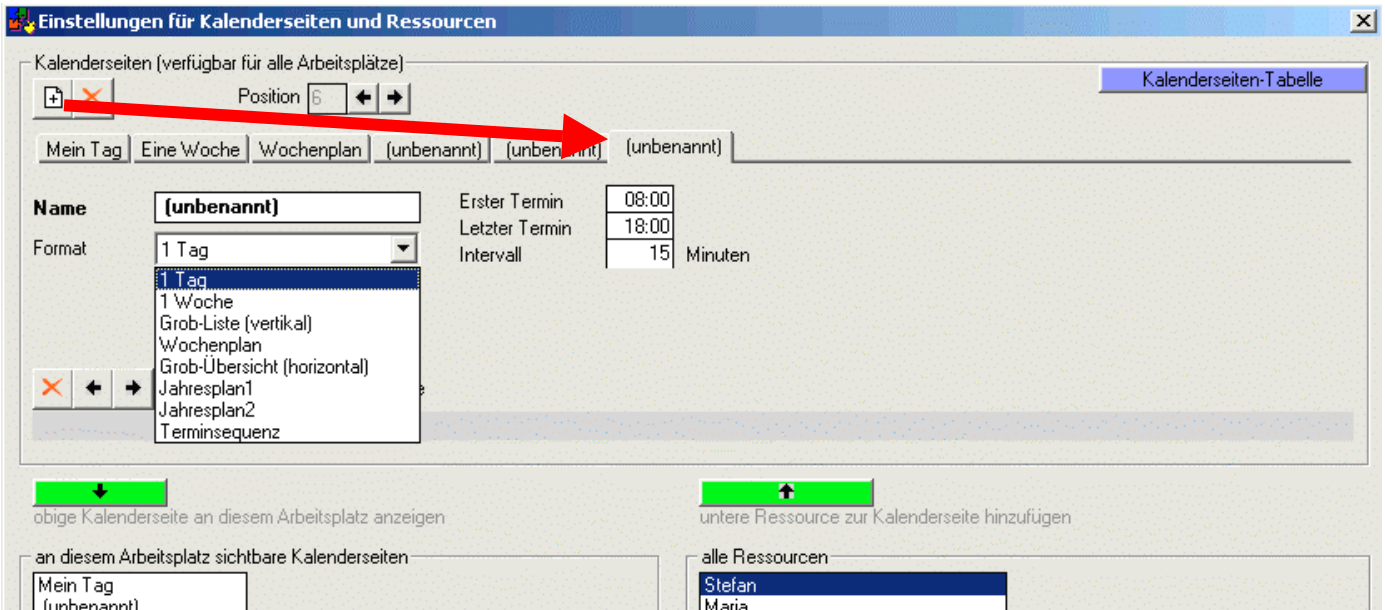 Einstellungen für Kalenderseiten und Ressourcen
Kalenderseiten (verfügbar für alle Arbeitsplätze)
Kalenderseiten-Tabelle
Position 6
Mein Tag Eine Woche Wochenplan (unbenannt) (unbenannt) (unbenannt)
Name (unbenannt)
Erster Termin 08:00
Letzter Termin 18:00
Format 1 Tag
Intervall 15 Minuten
1 Tag
1 Woche
Grob-Liste (vertikal)
Wochenplan
Grob-Übersicht (horizontal)
Jahresplan1
Jahresplan2
Terminsequenz
obige Kalenderseite an diesem Arbeitsplatz anzeigen
untere Ressource zur Kalenderseite hinzufügen
an diesem Arbeitsplatz sichtbare Kalenderseiten
Mein Tag
(unbenannt)
alle Ressourcen
Stefan
Maria